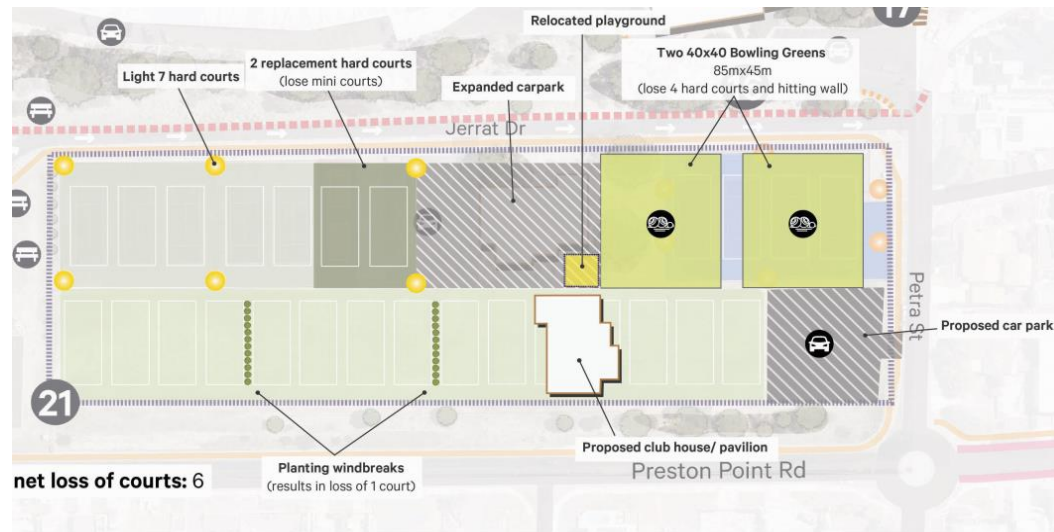 17
Relocated playground
Two 40x40 Bowling Greens
85mx45m
(lose 4 hard courts and hitting wall)
2 replacement hard courts
(lose mini courts)
Light 7 hard courts
Expanded carpark
Jerrat Dr
Petra St
Proposed car park
21
Proposed club house/ pavilion
Planting windbreaks
(results in loss of 1 court)
Preston Point Rd
net loss of courts: 6